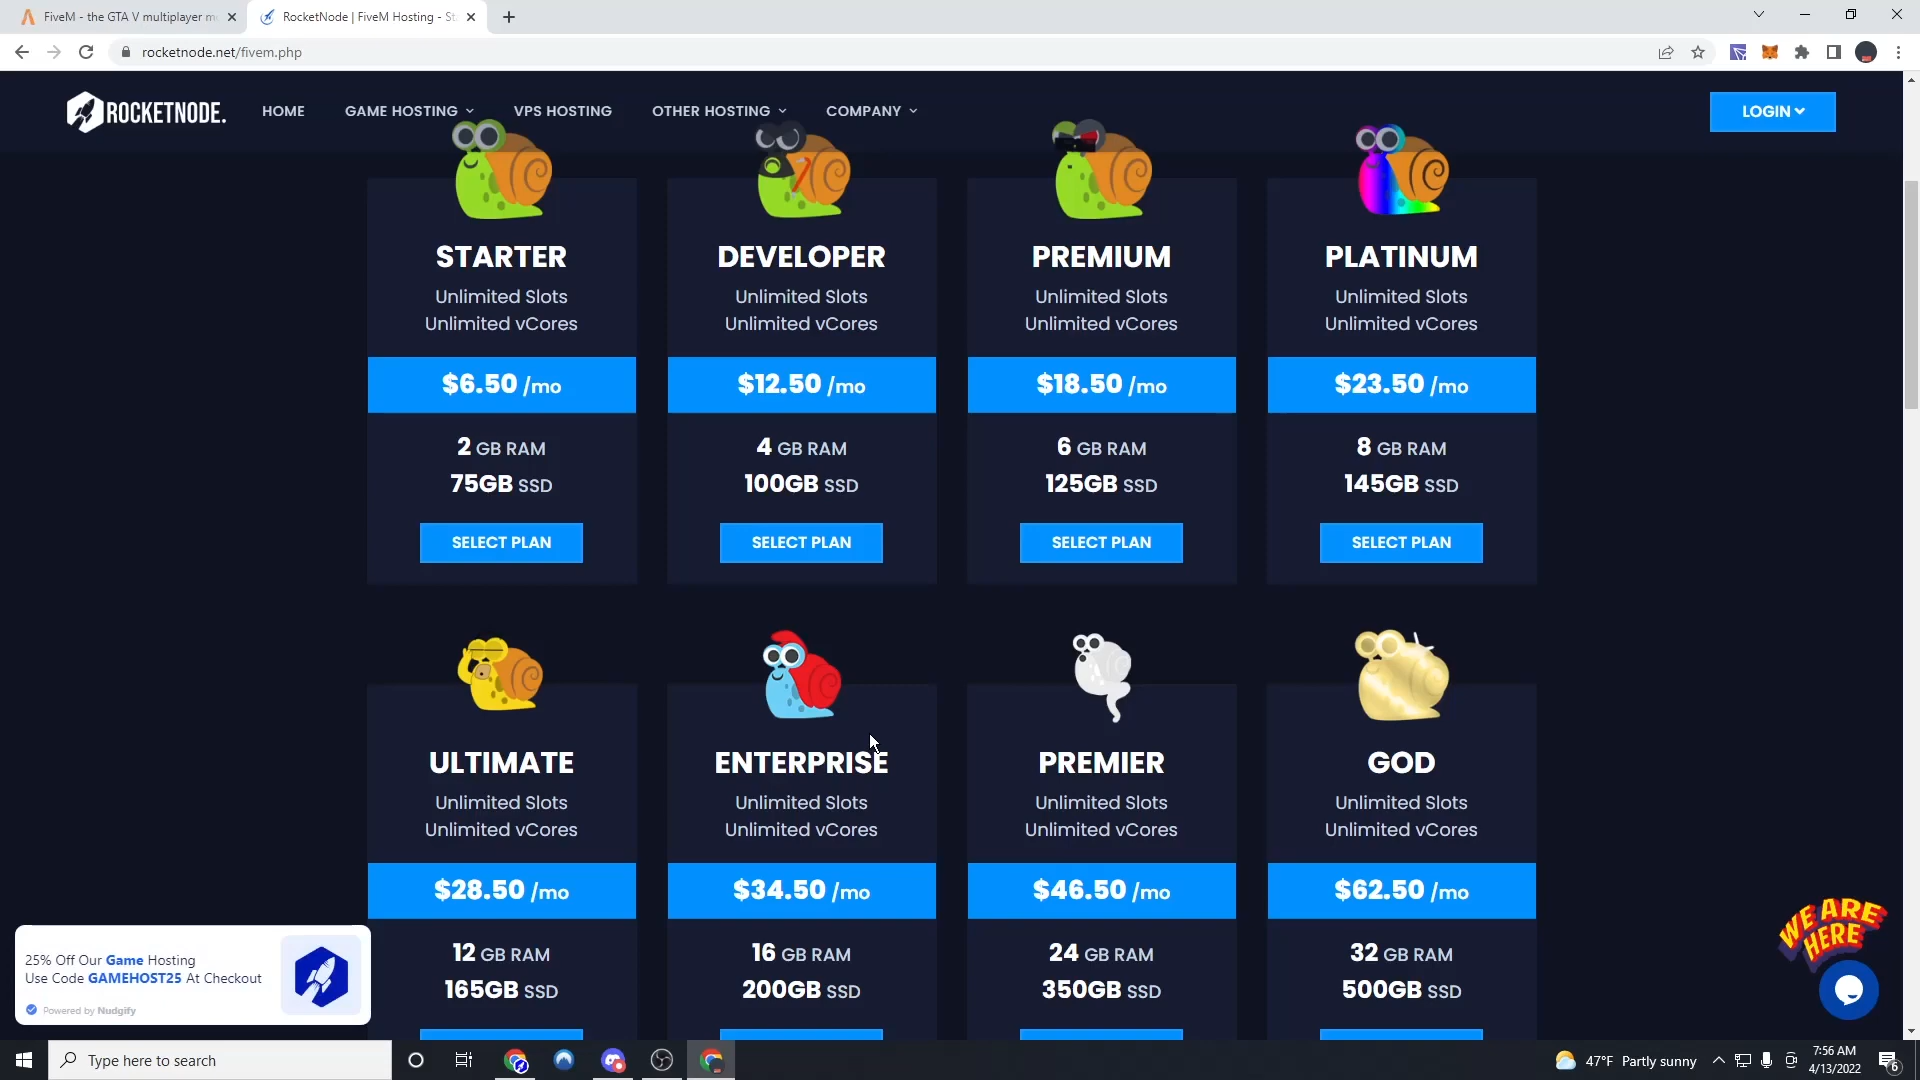 FiveM - the GTA V multiplayer m
RocketNode | FiveM Hosting - St
rocketnode.net/fivem.php
ROCKETNODE.
HOME
GAME HOSTING
VPS HOSTING
OTHER HOSTING
COMPANY
LOGIN
STARTER
Unlimited Slots
Unlimited vCores
$6.50 /mo
2 GB RAM
75GB SSD
SELECT PLAN
DEVELOPER
Unlimited Slots
Unlimited vCores
$12.50 /mo
4 GB RAM
100GB SSD
SELECT PLAN
PREMIUM
Unlimited Slots
Unlimited vCores
$18.50 /mo
6 GB RAM
125GB SSD
SELECT PLAN
PLATINUM
Unlimited Slots
Unlimited vCores
$23.50 /mo
8 GB RAM
145GB SSD
SELECT PLAN
ULTIMATE
Unlimited Slots
Unlimited vCores
$28.50 /mo
12 GB RAM
165GB SSD
ENTERPRISE
Unlimited Slots
Unlimited vCores
$34.50 /mo
16 GB RAM
200GB SSD
PREMIER
Unlimited Slots
Unlimited vCores
$46.50 /mo
24 GB RAM
350GB SSD
GOD
Unlimited Slots
Unlimited vCores
$62.50 /mo
32 GB RAM
500GB SSD
25% Off Our Game Hosting
Use Code GAMEHOST25 At Checkout
Powered by Nudgify
WE ARE
HERE
Type here to search
47°F Partly sunny
7:56 AM
4/13/2022
6